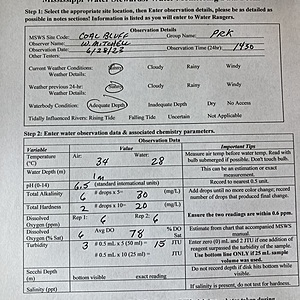 Step 1: Select the appropriate site location, then Enter observation details, please be as detailed as
possible in notes sections! Information is listed as you will enter to Water Rangers.
Observation Details
MSWS Site Code: COAL BLUFF Group Name: PRK
Observer Name: W. MITCHELL
Observation Date: 6/28/23 Observation Time (24hr): 1450
Other Testers:
Current Weather Conditions: Sunny Cloudy Rainy Windy
Weather Details:
Weather previous 24-hr: Sunny Cloudy Rainy Windy
Weather Details:
Waterbody Condition: Adequate Depth Inadequate Depth Dry No Access
Tidally Influenced Rivers: Rising Tide Falling Tide Uncertain Not Applicable
Step 2: Enter water observation data & associated chemistry parameters.
Observation Data
Variable Value Important Tips
Temperature (°C) Air: 34 Water: 28 Measure air temp before water temp. Read with bulb submerged if possible. Don't touch bulb.
Water Depth (m) 1m This can be an estimation or exact measurement.
pH (0-14) 6.5 (standard international units) Record to nearest 0.5 unit.
Total Alkalinity 6 # drops x 5= 30 (mg/L) Add drops until no more color change; record number of drops that produced final change.
Total Hardness 2 # drops x 10= 20 (mg/L)
Dissolved Oxygen (ppm) Rep 1: 6 Rep 2: 6 Ensure the two readings are within 0.6 ppm.
Dissolved Oxygen (% Sat) 6 Avg DO 78 % DO Sat Estimate from chart that accompanied manual.
Turbidity 3 # 0.5 mL x 5 (50 mL) = 15 JTU Enter zero (0) mL and 2 JTU if one addition of reagent surpassed the turbidity of the sample.
# 0.5 mL x 10 (25 mL) = JTU Use bottom line ONLY if 25 mL sample volume was used.
Secchi Depth (m) bottom visible exact reading Do not record depth if disk hits bottom while visible.
Salinity (ppt) If salinity is present, do not test for hardness.